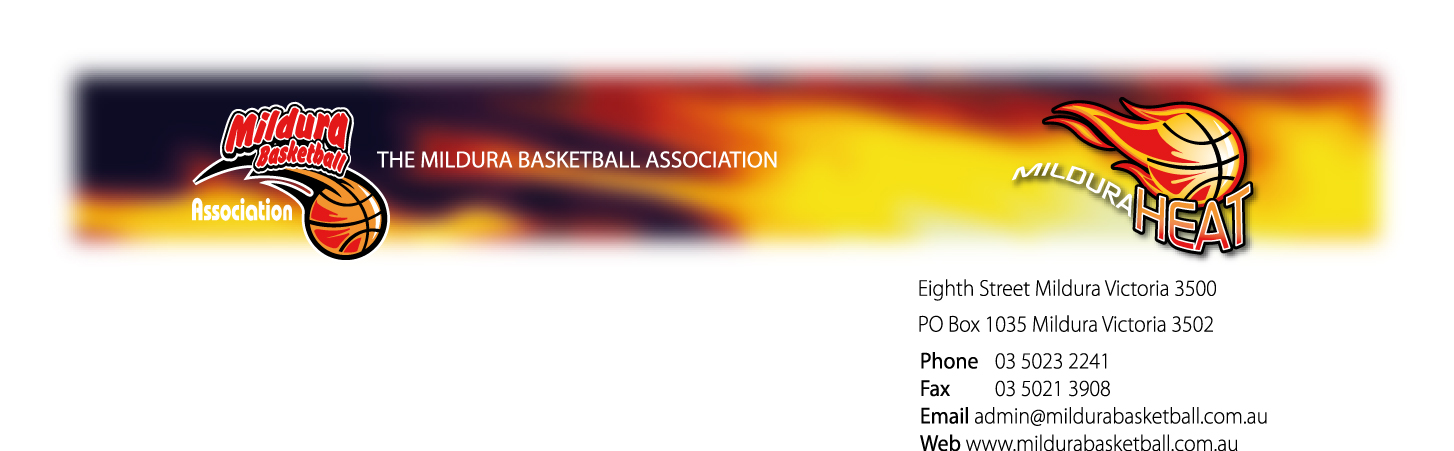 Mildura
Basketball
Association
THE MILDURA BASKETBALL ASSOCIATION
MILDURA
HEAT
Eighth Street Mildura Victoria 3500
PO Box 1035 Mildura Victoria 3502
Phone 03 5023 2241
Fax 03 5021 3908
Email admin@mildurabasketball.com.au
Web www.mildurabasketball.com.au